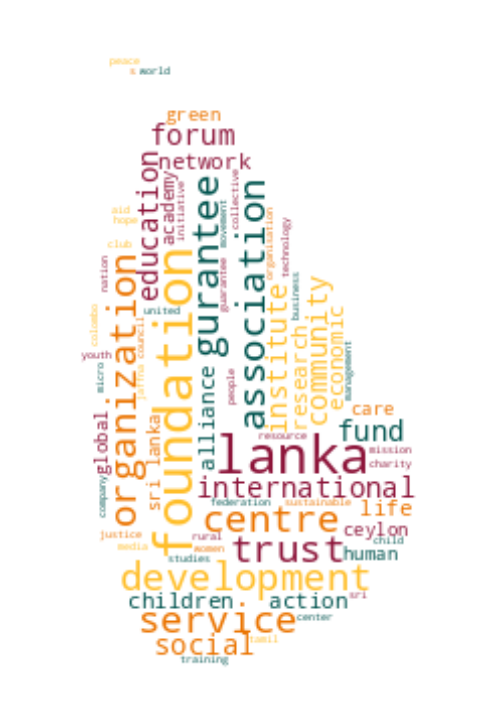 peace
s world
green
forum
network
education
academy
initiative
collective
gurantee
movement
association
aid
hope
club
nation
organization
foundation
guarantee
organisation
technology
business
institute
community
research
economic
management
united
colombo
council
jaffna
youth
micro
alliance
people
care
fund
global
company
sri lanka
resource
lanka
mission
charity
international
federation
sustainable
life
centre
ceylon
justice
media
rural
women
studies
trust
child
human
development
children. action
sri
service
center
social
tamil
training